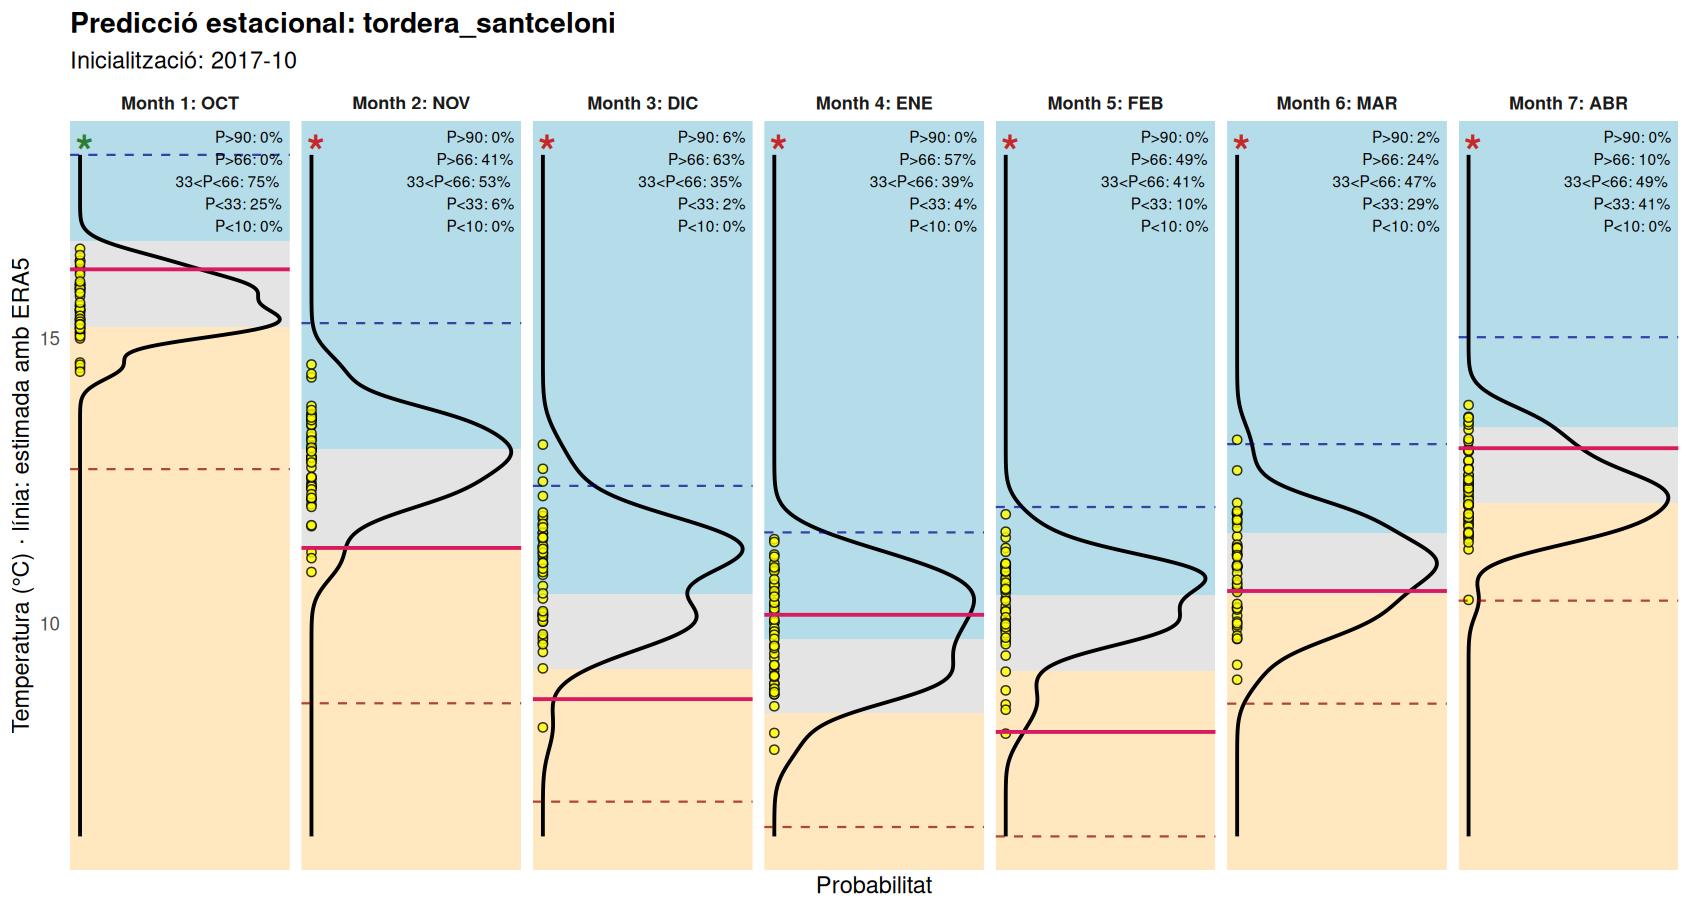 Predicció estacional: tordera_santceloni
Inicialització: 2017-10
Month 1: OCT
Month 2: NOV
Month 3: DIC
Month 4: ENE
Month 5: FEB
Month 6: MAR
Month 7: ABR
*
P>90: 0%
P>66: 0%
33<P<66: 75%
P<33: 25%
P<10: 0%
*
P>90: 0%
P>66: 41%
33<P<66: 53%
P<33: 6%
P<10: 0%
*
P>90: 6%
P>66: 63%
33<P<66: 35%
P<33: 2%
P<10: 0%
*
P>90: 0%
P>66: 57%
33<P<66: 39%
P<33: 4%
P<10: 0%
*
P>90: 0%
P>66: 49%
33<P<66: 41%
P<33: 10%
P<10: 0%
*
P>90: 2%
P>66: 24%
33<P<66: 47%
P<33: 29%
P<10: 0%
*
P>90: 0%
P>66: 10%
33<P<66: 49%
P<33: 41%
P<10: 0%
Temperatura (°C) · línia: estimada amb ERA5
15
10
Probabilitat